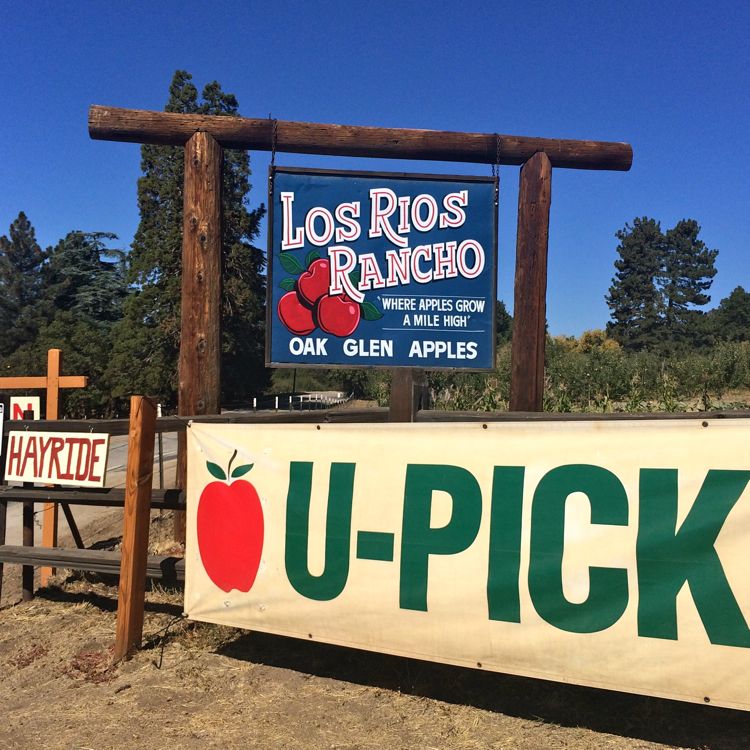 LOS RIOS
RANCHO
'WHERE APPLES GROW
A MILE HIGH'
OAK GLEN APPLES
HAYRIDE
U-PICK